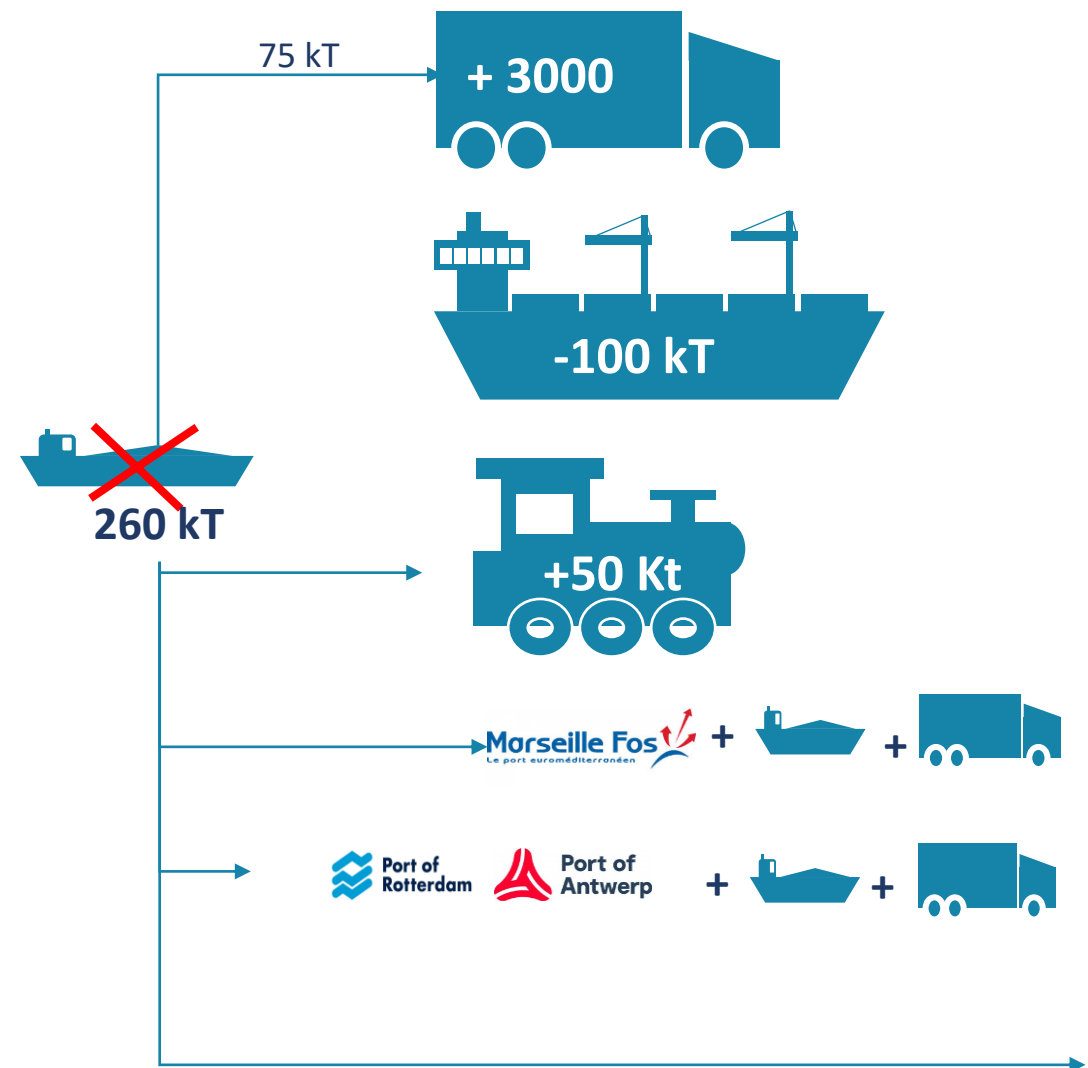 75 kT
+ 3000
-100 kT
260 kT
+50 Kt
Marseille Fos
Le port euroméditerranéen
+
+
Port of
Rotterdam
Port of
Antwerp
+
+